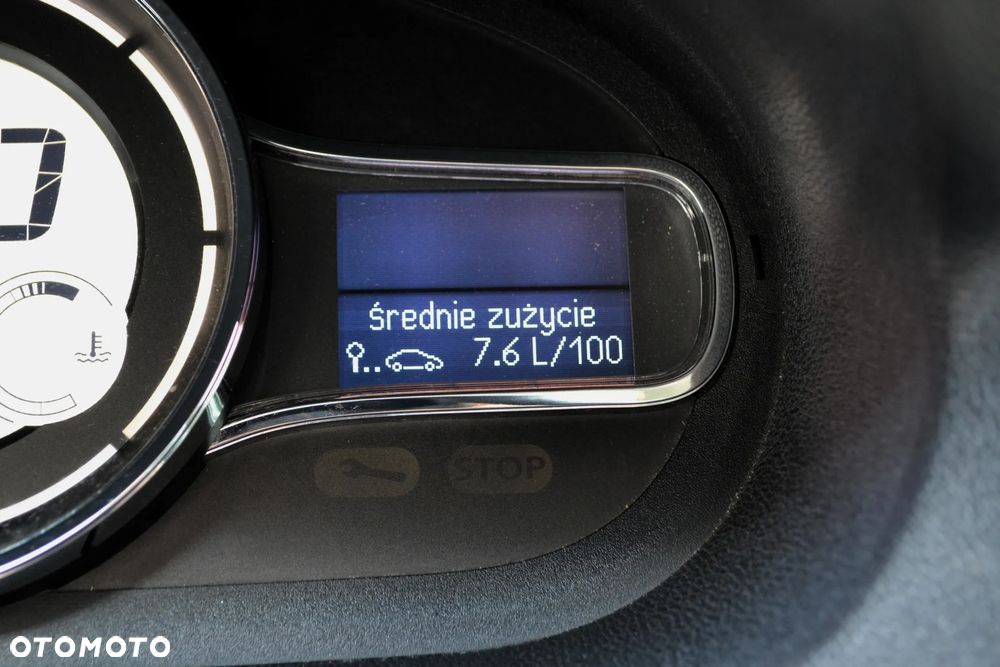 średnie zużycie
7.6 L/100
STOP
OTOMOTO